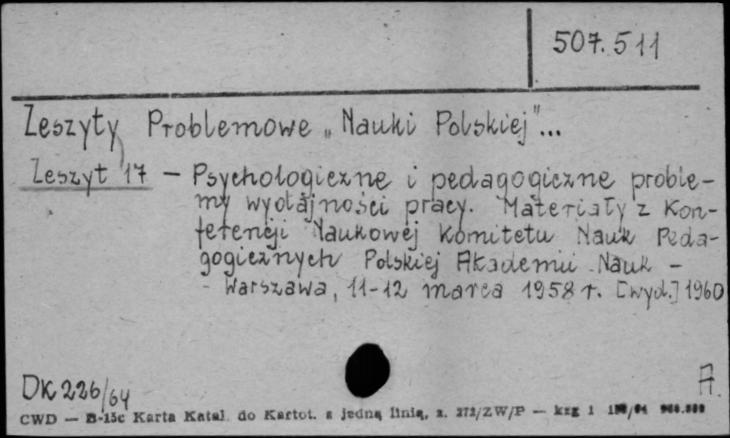 507.511
Zeszyty Problemowe „Nauki Polskiej"...
Zeszyt 17 — Psychologiczne i pedagogiczne proble-
my wydajności pracy. Materiały z Kon-
ferencji Naukowej Komitetu Nauk Peda-
gogicznych Polskiej Akademii Nauk -
- Warszawa, 11-12 marca 1958 r. [wyd.] 1960
DK 226/64
A.
CWD — B-15c Karta Katal. do Kartot. z jedną linią, z. 272/ZW/P — kzg 1